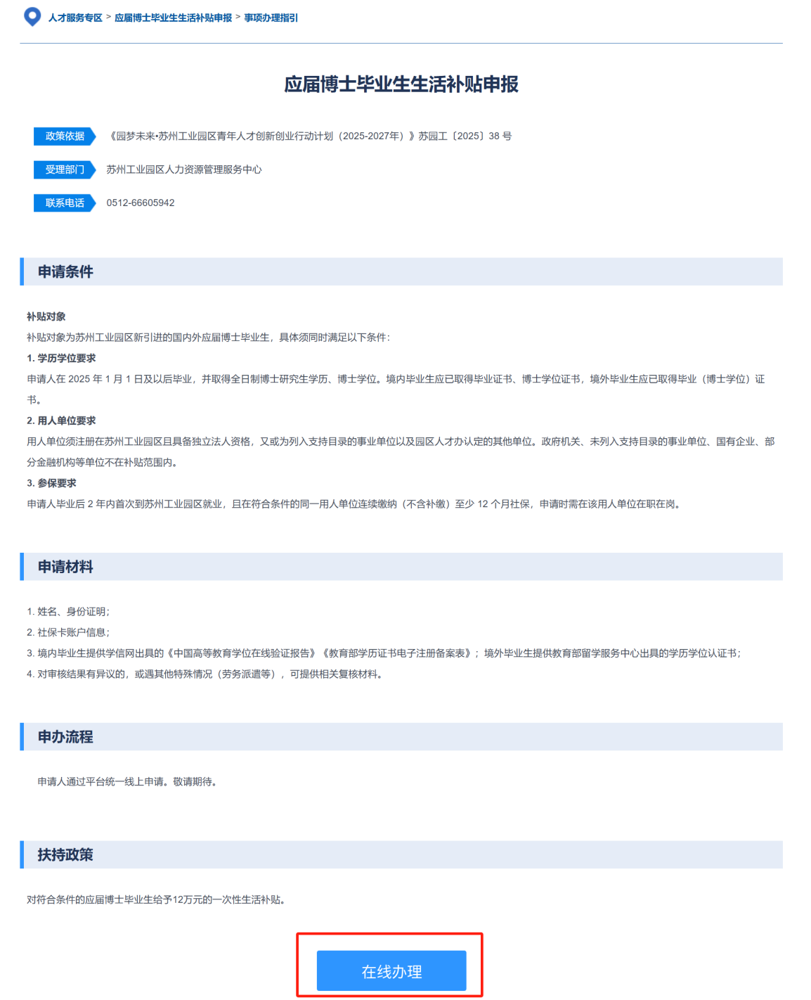 人才服务专区 > 应届博士毕业生生活补贴申报 > 事项办理指引
应届博士毕业生生活补贴申报
政策依据 《园梦未来•苏州工业园区青年人才创新创业行动计划（2025-2027年）》苏园工〔2025〕38 号
受理部门 苏州工业园区人力资源管理服务中心
联系电话 0512-66605942
申请条件
补贴对象
补贴对象为苏州工业园区新引进的国内外应届博士毕业生，具体须同时满足以下条件：
1. 学历学位要求
申请人在 2025 年 1 月 1 日及以后毕业，并取得全日制博士研究生学历、博士学位。境内毕业生应已取得毕业证书、博士学位证书，境外毕业生应已取得毕业（博士学位）证
书。
2. 用人单位要求
用人单位须注册在苏州工业园区且具备独立法人资格，又或为列入支持目录的事业单位以及园区人才办认定的其他单位。政府机关、未列入支持目录的事业单位、国有企业、部
分金融机构等单位不在补贴范围内。
3. 参保要求
申请人毕业后 2 年内首次到苏州工业园区就业，且在符合条件的同一用人单位连续缴纳（不含补缴）至少 12 个月社保，申请时需在该用人单位在职在岗。
申请材料
1. 姓名、身份证明；
2. 社保卡账户信息；
3. 境内毕业生提供学信网出具的《中国高等教育学位在线验证报告》《教育部学历证书电子注册备案表》；境外毕业生提供教育部留学服务中心出具的学历学位认证书；
4. 对审核结果有异议的，或遇其他特殊情况（劳务派遣等），可提供相关复核材料。
申办流程
申请人通过平台统一线上申请。敬请期待。
扶持政策
对符合条件的应届博士毕业生给予12万元的一次性生活补贴。
在线办理